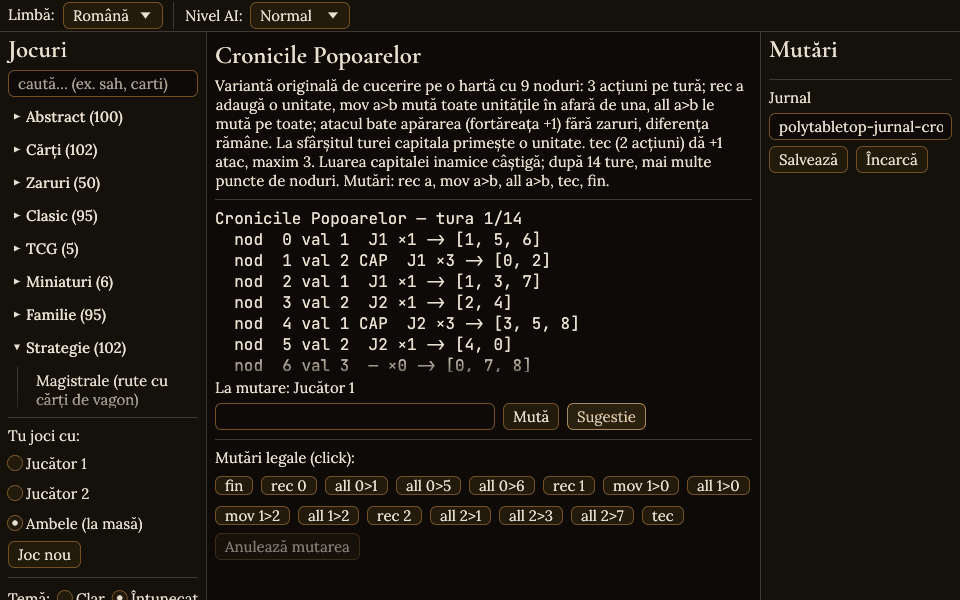 Limbă: Română ▼ Nivel AI: Normal ▼
Jocuri
caută... (ex. sah, carti)
▸ Abstract (100)
▸ Cărți (102)
▸ Zaruri (50)
▸ Clasic (95)
▸ TCG (5)
▸ Miniaturi (6)
▸ Familie (95)
▾ Strategie (102)
Magistrale (rute cu
cărți de vagon)
Tu joci cu:
Jucător 1
Jucător 2
Ambele (la masă)
Joc nou
Temă: Clar Întunecat
Cronicile Popoarelor
Variantă originală de cucerire pe o hartă cu 9 noduri: 3 acțiuni pe tură; rec a
adaugă o unitate, mov a>b mută toate unitățile în afară de una, all a>b le
mută pe toate; atacul bate apărarea (fortăreața +1) fără zaruri, diferența
rămâne. La sfârșitul turei capitala primește o unitate. tec (2 acțiuni) dă +1
atac, maxim 3. Luarea capitalei inamice câștigă; după 14 ture, mai multe
puncte de noduri. Mutări: rec a, mov a>b, all a>b, tec, fin.
Cronicile Popoarelor — tura 1/14
nod 0 val 1 J1 ×1 -> [1, 5, 6]
nod 1 val 2 CAP J1 ×3 -> [0, 2]
nod 2 val 1 J1 ×1 -> [1, 3, 7]
nod 3 val 2 J2 ×1 -> [2, 4]
nod 4 val 1 CAP J2 ×3 -> [3, 5, 8]
nod 5 val 2 J2 ×1 -> [4, 0]
nod 6 val 3 — ×0 -> [0, 7, 8]
La mutare: Jucător 1
Mută Sugestie
Mutări legale (click):
fin rec 0 all 0>1 all 0>5 all 0>6 rec 1 mov 1>0 all 1>0
mov 1>2 all 1>2 rec 2 all 2>1 all 2>3 all 2>7 tec
Anulează mutarea
Mutări
Jurnal
polytabletop-jurnal-cro
Salvează Încarcă